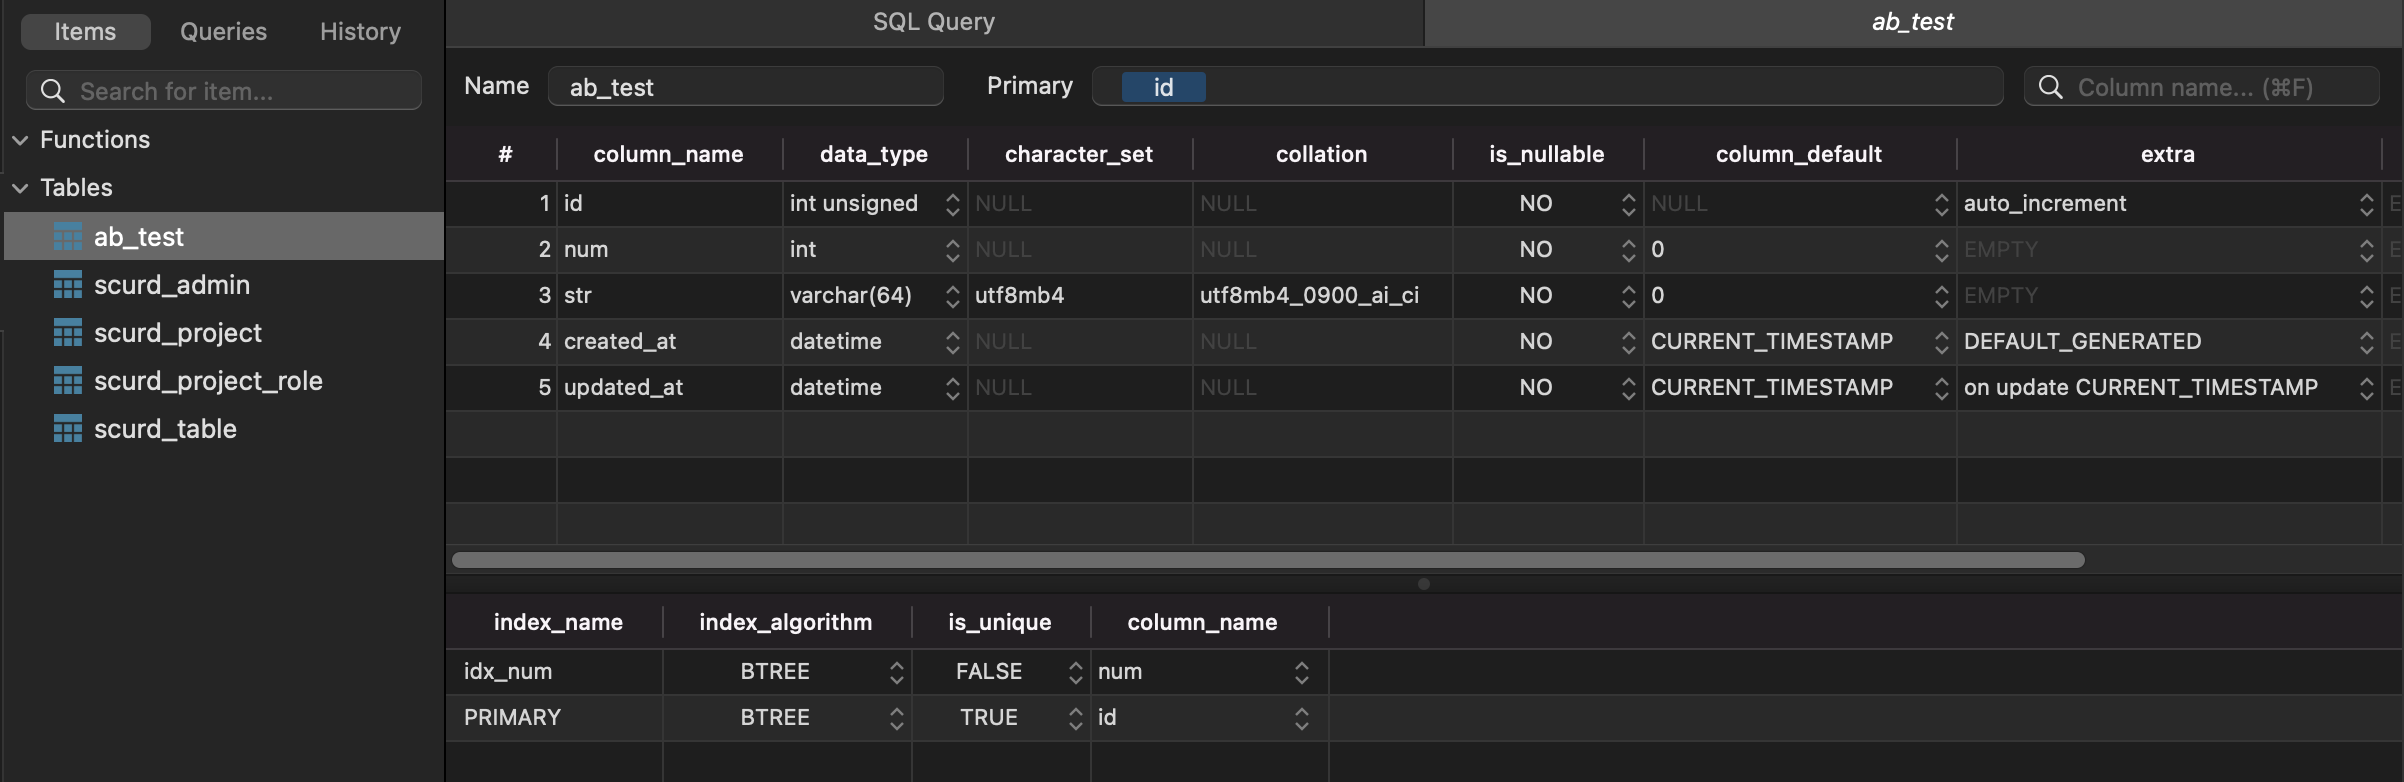 Items Queries History
Search for item...
Functions
Tables
ab_test
scurd_admin
scurd_project
scurd_project_role
scurd_table
SQL Query ab_test
Name ab_test Primary id Column name... (⌘F)
# column_name data_type character_set collation is_nullable column_default extra
1 id int unsigned NULL NULL NO NULL auto_increment E
2 num int NULL NULL NO 0 EMPTY E
3 str varchar(64) utf8mb4 utf8mb4_0900_ai_ci NO 0 EMPTY E
4 created_at datetime NULL NULL NO CURRENT_TIMESTAMP DEFAULT_GENERATED E
5 updated_at datetime NULL NULL NO CURRENT_TIMESTAMP on update CURRENT_TIMESTAMP E
index_name index_algorithm is_unique column_name
idx_num BTREE FALSE num
PRIMARY BTREE TRUE id